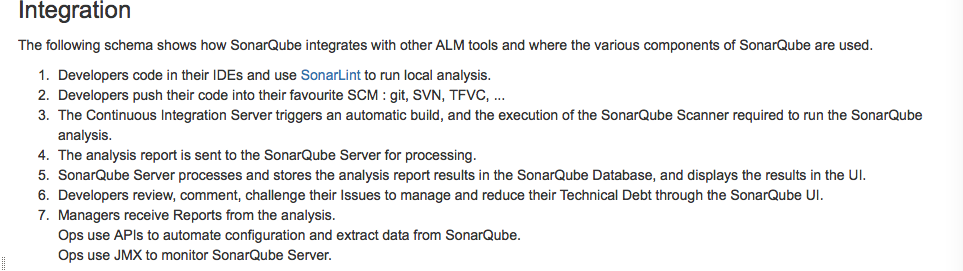 Integration
The following schema shows how SonarQube integrates with other ALM tools and where the various components of SonarQube are used.
1. Developers code in their IDEs and use SonarLint to run local analysis.
2. Developers push their code into their favourite SCM : git, SVN, TFVC, ...
3. The Continuous Integration Server triggers an automatic build, and the execution of the SonarQube Scanner required to run the SonarQube
analysis.
4. The analysis report is sent to the SonarQube Server for processing.
5. SonarQube Server processes and stores the analysis report results in the SonarQube Database, and displays the results in the UI.
6. Developers review, comment, challenge their Issues to manage and reduce their Technical Debt through the SonarQube UI.
7. Managers receive Reports from the analysis.
Ops use APIs to automate configuration and extract data from SonarQube.
Ops use JMX to monitor SonarQube Server.